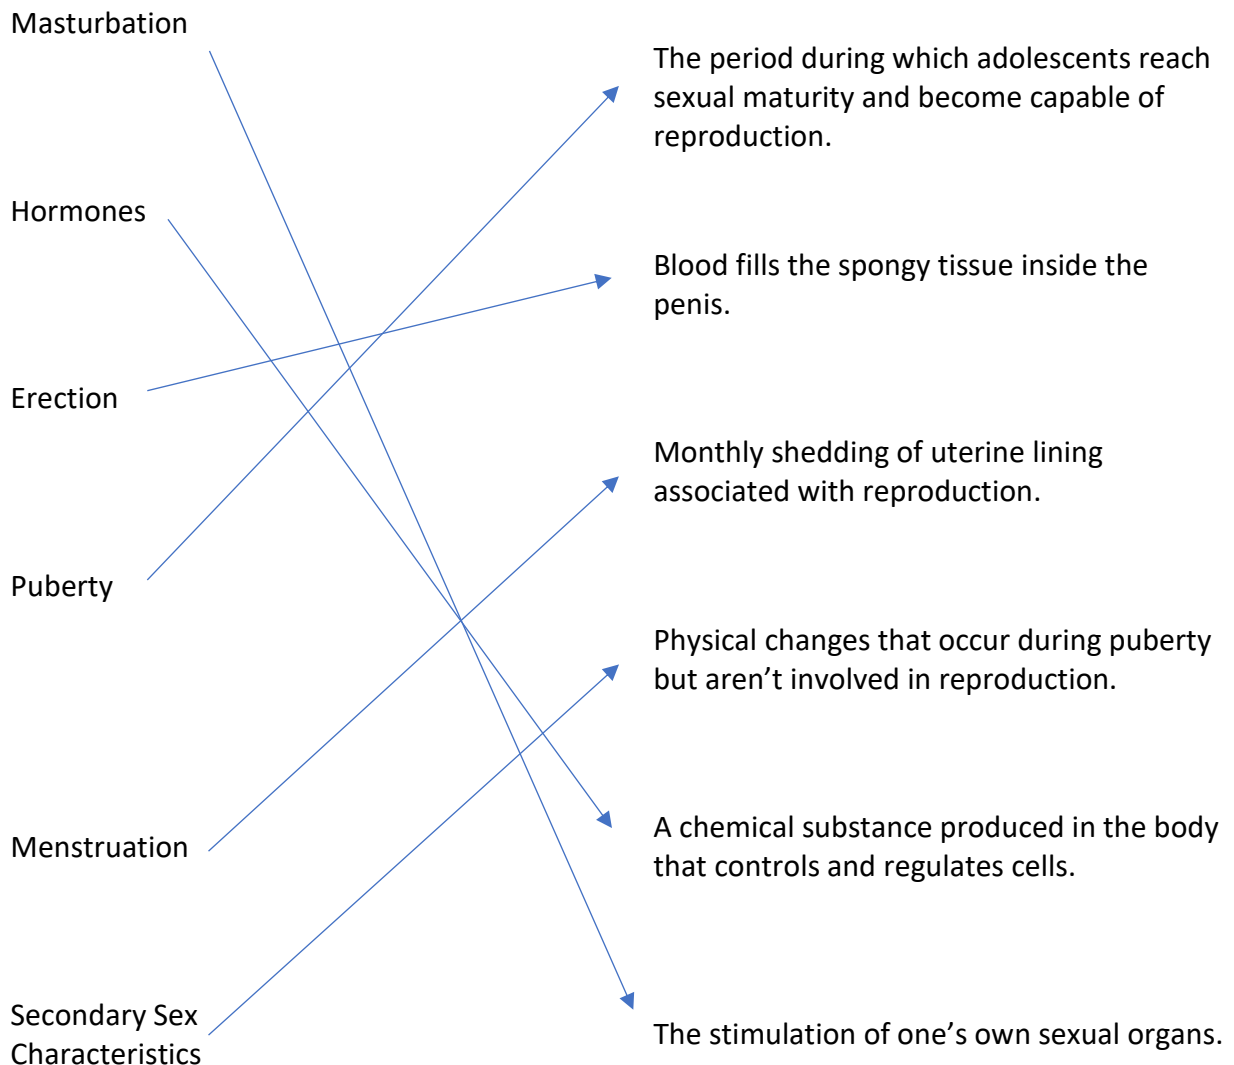 Masturbation
The period during which adolescents reach
sexual maturity and become capable of
reproduction.
Hormones
Blood fills the spongy tissue inside the
penis.
Erection
Monthly shedding of uterine lining
associated with reproduction.
Puberty
Physical changes that occur during puberty
but aren’t involved in reproduction.
Menstruation
A chemical substance produced in the body
that controls and regulates cells.
Secondary Sex
Characteristics
The stimulation of one’s own sexual organs.